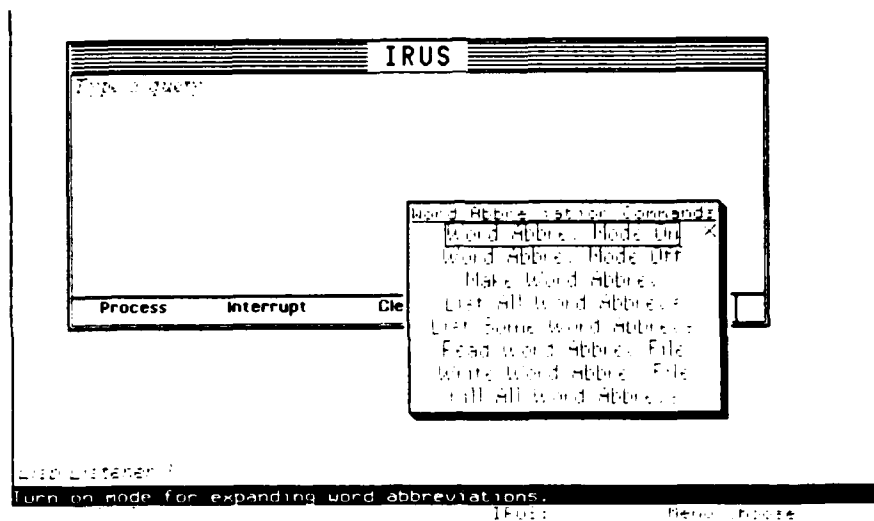 IRUS
Type a query
Word Abbreviation Commands
Word Abbrev Mode On
Word Abbrev Mode Off
Make Word Abbrev
List All Word Abbrevs
List Some Word Abbrevs
Read Word Abbrev File
Write Word Abbrev File
Kill All Word Abbrevs
Process Interrupt Cle
Lisp Listener
Turn on mode for expanding word abbreviations.
IRUS: Menu Choose